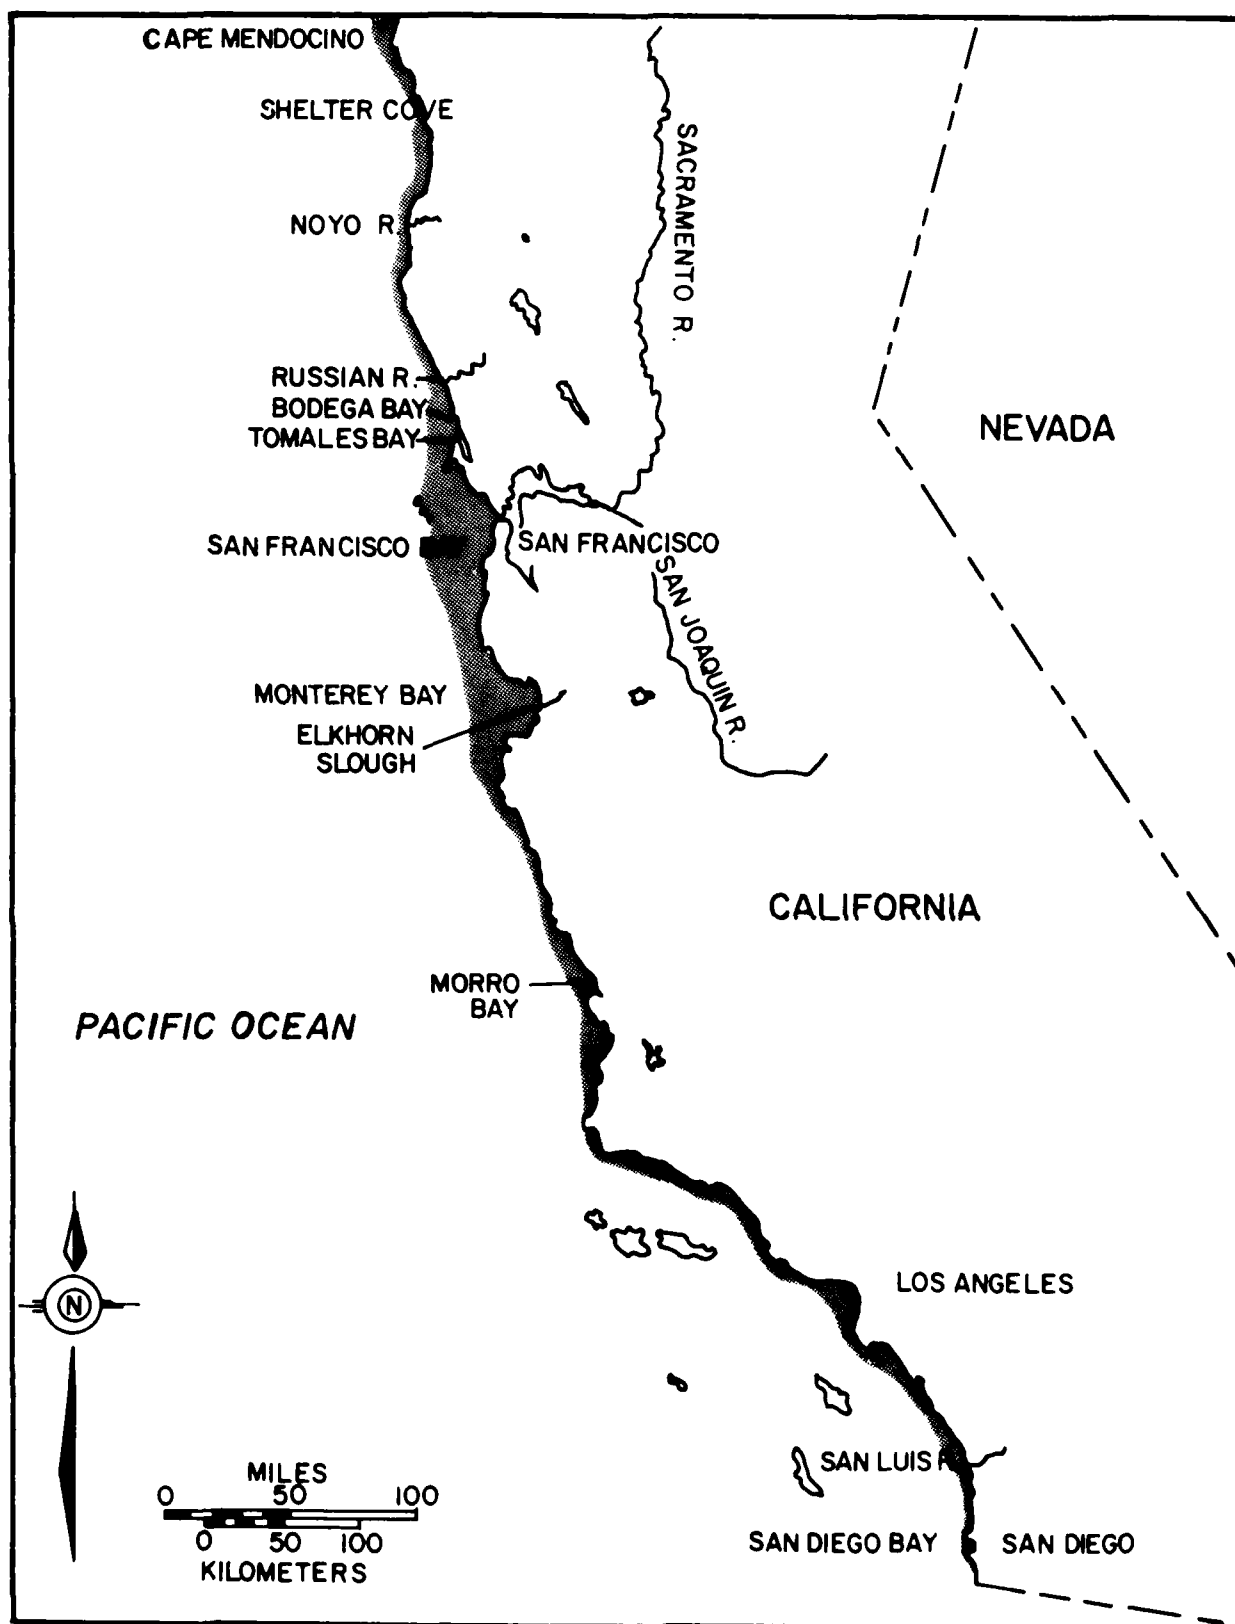 CAPE MENDOCINO
SHELTER COVE
SACRAMENTO R.
NOYO R.
RUSSIAN R.
BODEGA BAY
TOMALES BAY
NEVADA
SAN FRANCISCO
SAN FRANCISCO
SAN JOAQUIN R.
MONTEREY BAY
ELKHORN
SLOUGH
CALIFORNIA
MORRO
BAY
PACIFIC OCEAN
LOS ANGELES
N
SAN LUIS
MILES
0 50 100
0 50 100
KILOMETERS
SAN DIEGO BAY
SAN DIEGO